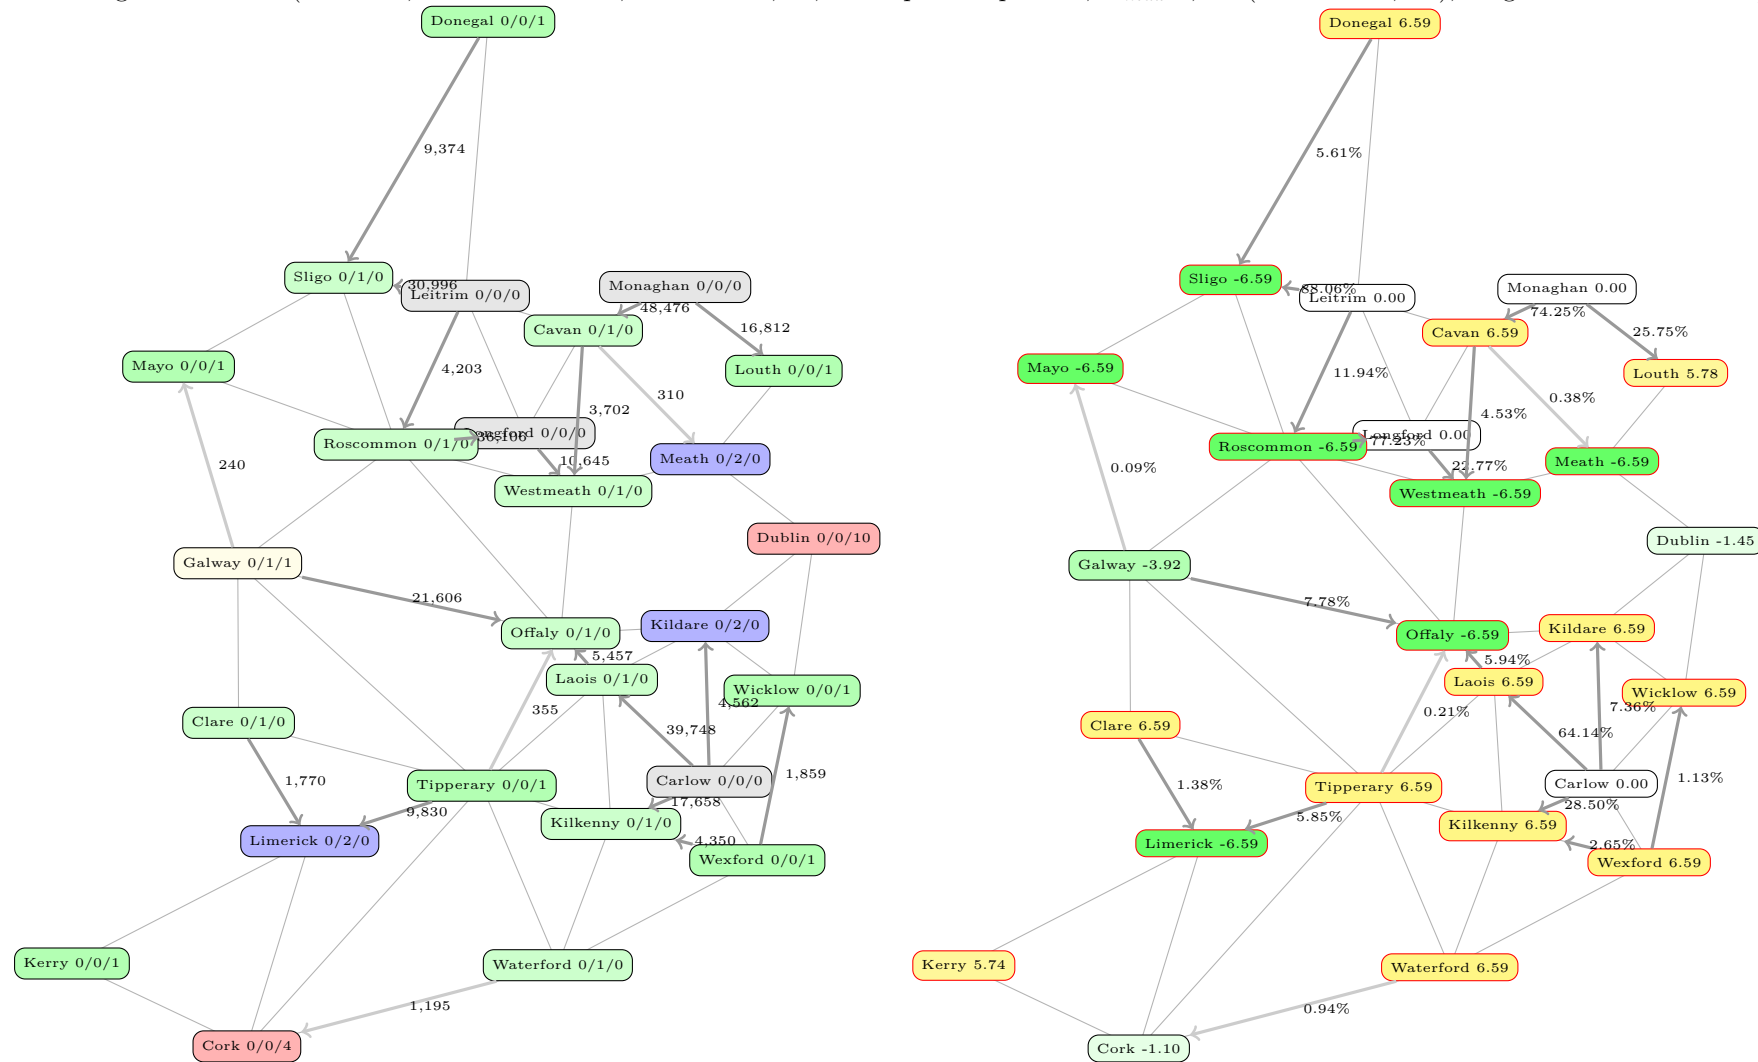 Donegal 0/0/1
9,374
Sligo 0/1/0
30,996
Leitrim 0/0/0
Monaghan 0/0/0
48,476
Cavan 0/1/0
16,812
Mayo 0/0/1
4,203
Louth 0/0/1
310
3,702
Roscommon 0/1/0
36,106
Longford 0/0/0
10,645
Meath 0/2/0
240
Westmeath 0/1/0
Dublin 0/0/10
Galway 0/1/1
21,606
Offaly 0/1/0
Kildare 0/2/0
5,457
Laois 0/1/0
Wicklow 0/0/1
4,562
355
Clare 0/1/0
39,748
1,770
Tipperary 0/0/1
Carlow 0/0/0
1,859
17,658
9,830
Kilkenny 0/1/0
Limerick 0/2/0
4,350
Wexford 0/0/1
Kerry 0/0/1
Waterford 0/1/0
1,195
Cork 0/0/4
Donegal 6.59
5.61%
Sligo -6.59
88.06%
Leitrim 0.00
Monaghan 0.00
74.25%
Cavan 6.59
25.75%
Mayo -6.59
11.94%
Louth 5.78
0.38%
4.53%
Roscommon -6.59
77.23%
Longford 0.00
22.77%
Meath -6.59
0.09%
Westmeath -6.59
Dublin -1.45
Galway -3.92
7.78%
Offaly -6.59
Kildare 6.59
5.94%
Laois 6.59
Wicklow 6.59
7.36%
0.21%
Clare 6.59
64.14%
1.38%
Tipperary 6.59
Carlow 0.00
1.13%
28.50%
5.85%
Kilkenny 6.59
Limerick -6.59
2.65%
Wexford 6.59
Kerry 5.74
Waterford 6.59
0.94%
Cork -1.10